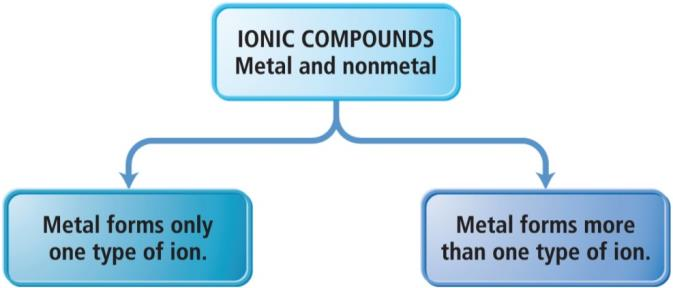 IONIC COMPOUNDS
Metal and nonmetal
Metal forms only
one type of ion.
Metal forms more
than one type of ion.